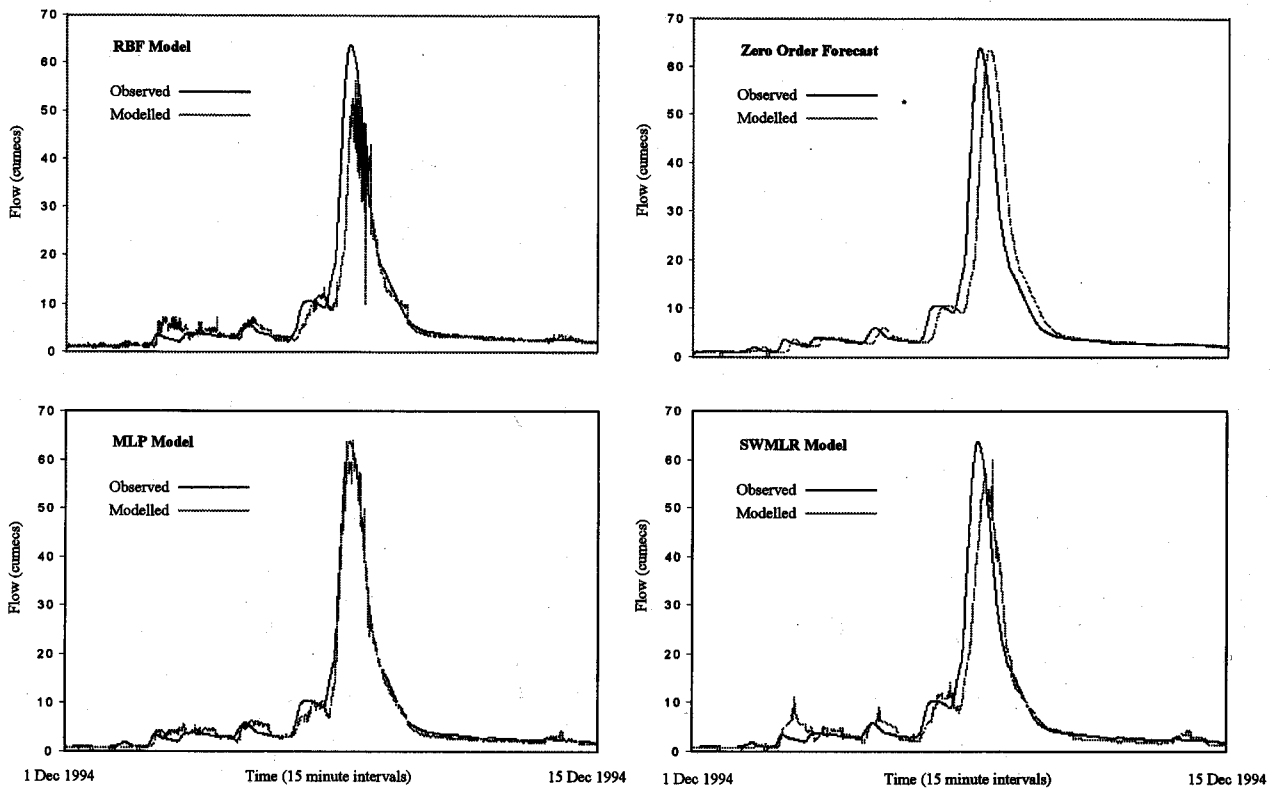 RBF Model
Observed
Modelled
Flow (cumecs)
70
60
50
40
30
20
10
0
Zero Order Forecast
Observed
Modelled
Flow (cumecs)
70
60
50
40
30
20
10
0
MLP Model
Observed
Modelled
Flow (cumecs)
70
60
50
40
30
20
10
0
1 Dec 1994
Time (15 minute intervals)
15 Dec 1994
SWMLR Model
Observed
Modelled
Flow (cumecs)
70
60
50
40
30
20
10
0
1 Dec 1994
Time (15 minute intervals)
15 Dec 1994